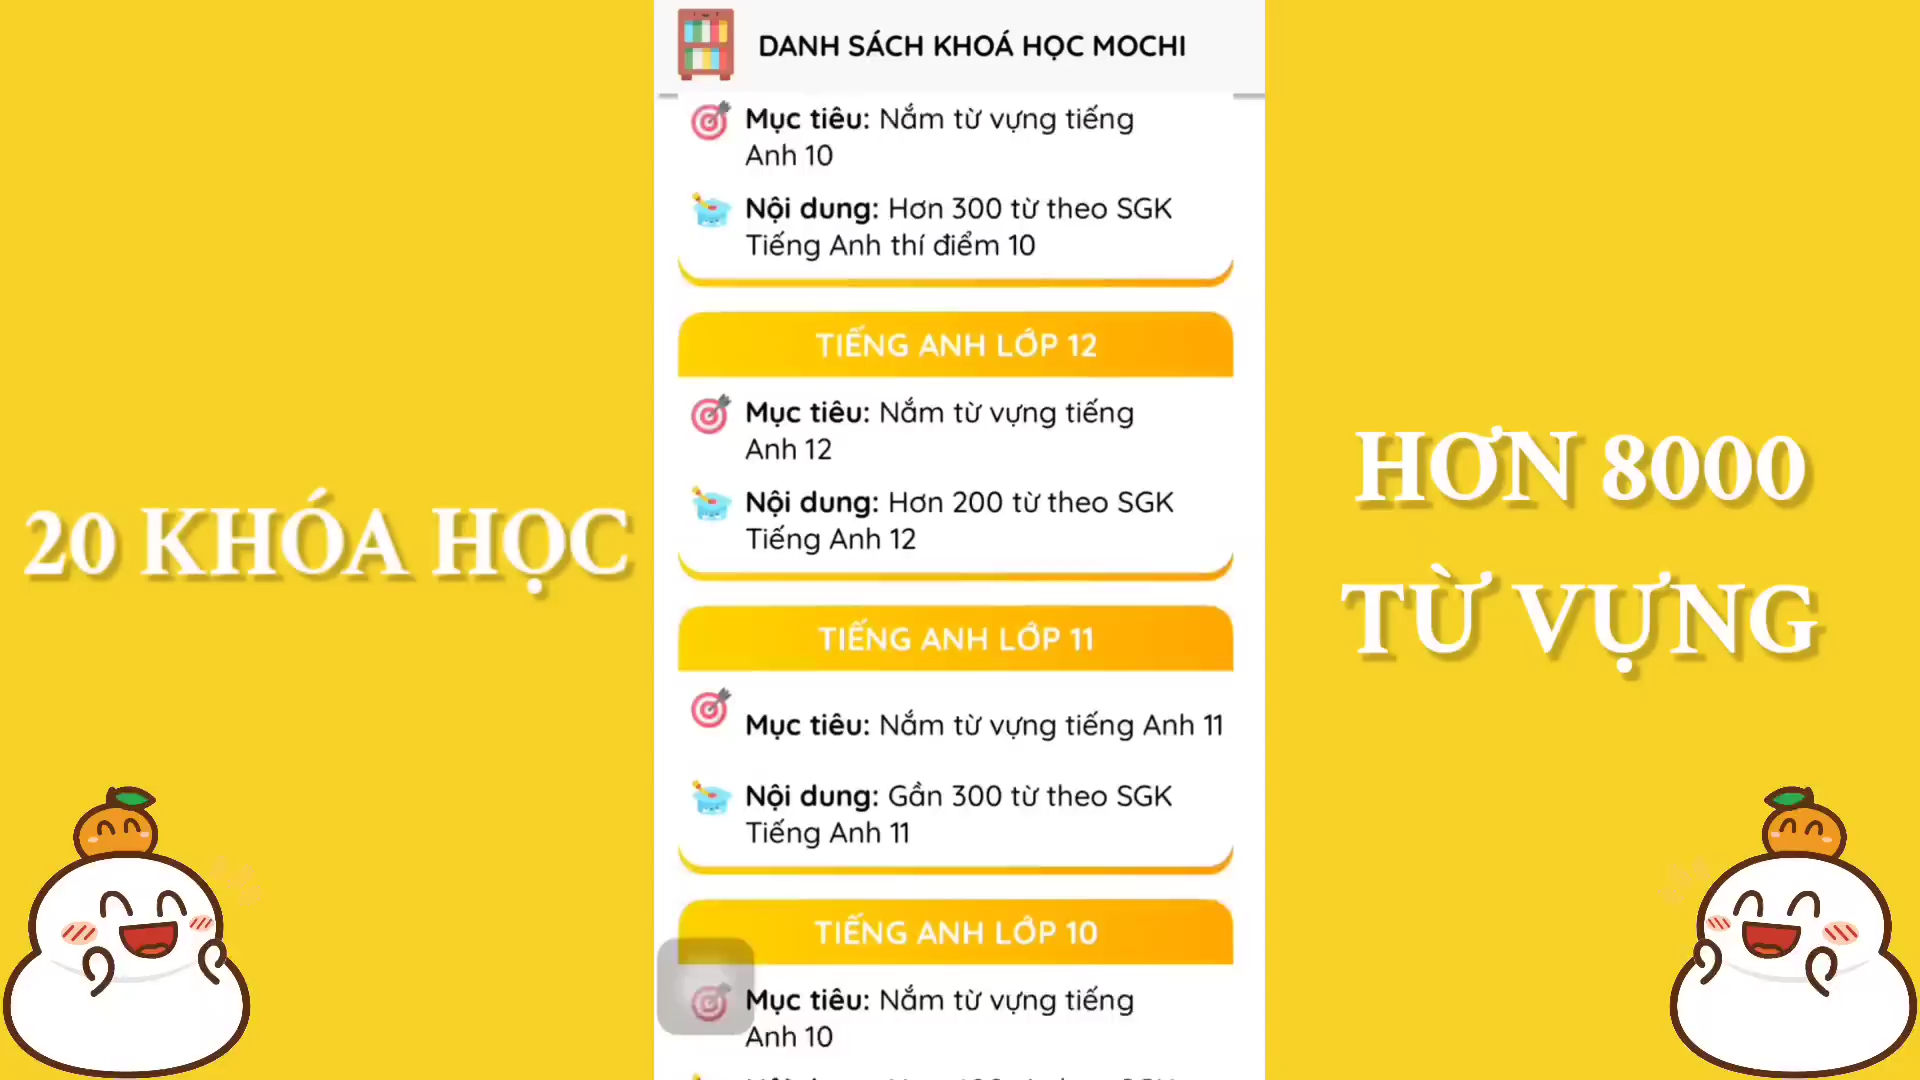 DANH SÁCH KHOÁ HỌC MOCHI
Mục tiêu: Nắm từ vựng tiếng
Anh 10
Nội dung: Hơn 300 từ theo SGK
Tiếng Anh thí điểm 10
TIẾNG ANH LỚP 12
Mục tiêu: Nắm từ vựng tiếng
Anh 12
Nội dung: Hơn 200 từ theo SGK
Tiếng Anh 12
TIẾNG ANH LỚP 11
Mục tiêu: Nắm từ vựng tiếng Anh 11
Nội dung: Gần 300 từ theo SGK
Tiếng Anh 11
TIẾNG ANH LỚP 10
Mục tiêu: Nắm từ vựng tiếng
Anh 10
20 KHÓA HỌC
HƠN 8000
TỪ VỰNG